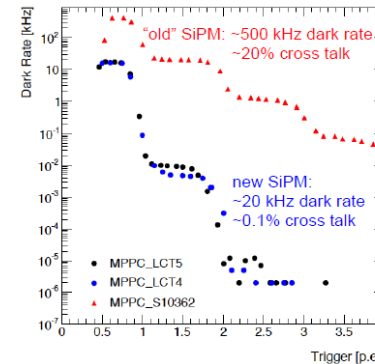 Dark Rate [kHz]
10²
10
1
10⁻¹
10⁻²
10⁻³
10⁻⁴
10⁻⁵
10⁻⁶
10⁻⁷
“old” SiPM: ~500 kHz dark rate
~20% cross talk
new SiPM:
~20 kHz dark rate
~0.1% cross talk
MPPC_LCT5
MPPC_LCT4
MPPC_S10362
0 0.5 1 1.5 2 2.5 3 3.5
Trigger [p.e